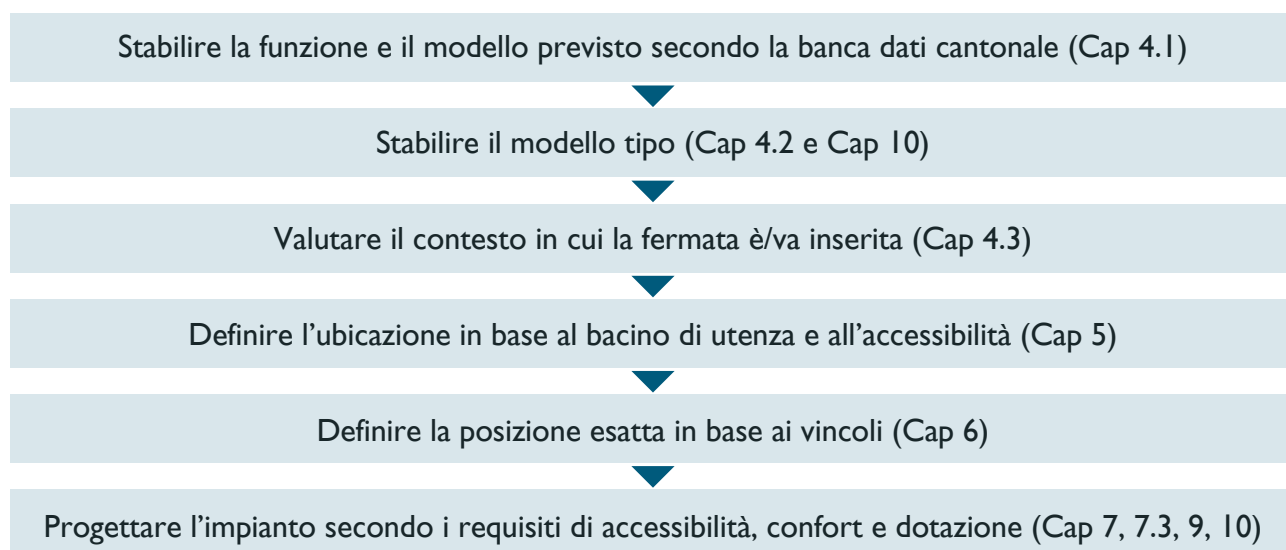 Stabilire la funzione e il modello previsto secondo la banca dati cantonale (Cap 4.1)
Stabilire il modello tipo (Cap 4.2 e Cap 10)
Valutare il contesto in cui la fermata è/va inserita (Cap 4.3)
Definire l’ubicazione in base al bacino di utenza e all’accessibilità (Cap 5)
Definire la posizione esatta in base ai vincoli (Cap 6)
Progettare l’impianto secondo i requisiti di accessibilità, confort e dotazione (Cap 7, 7.3, 9, 10)